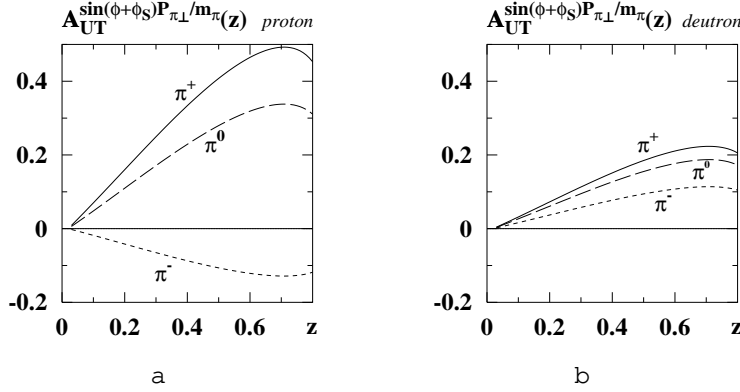 A_UT^sin(ϕ+ϕ_S)P_π⊥/m_π(z) proton
0.4
0.2
0
-0.2
π⁺
π⁰
π⁻
0 0.2 0.4 0.6 z
a
A_UT^sin(ϕ+ϕ_S)P_π⊥/m_π(z) deutron
0.4
0.2
0
-0.2
π⁺
π⁰
π⁻
0 0.2 0.4 0.6 z
b